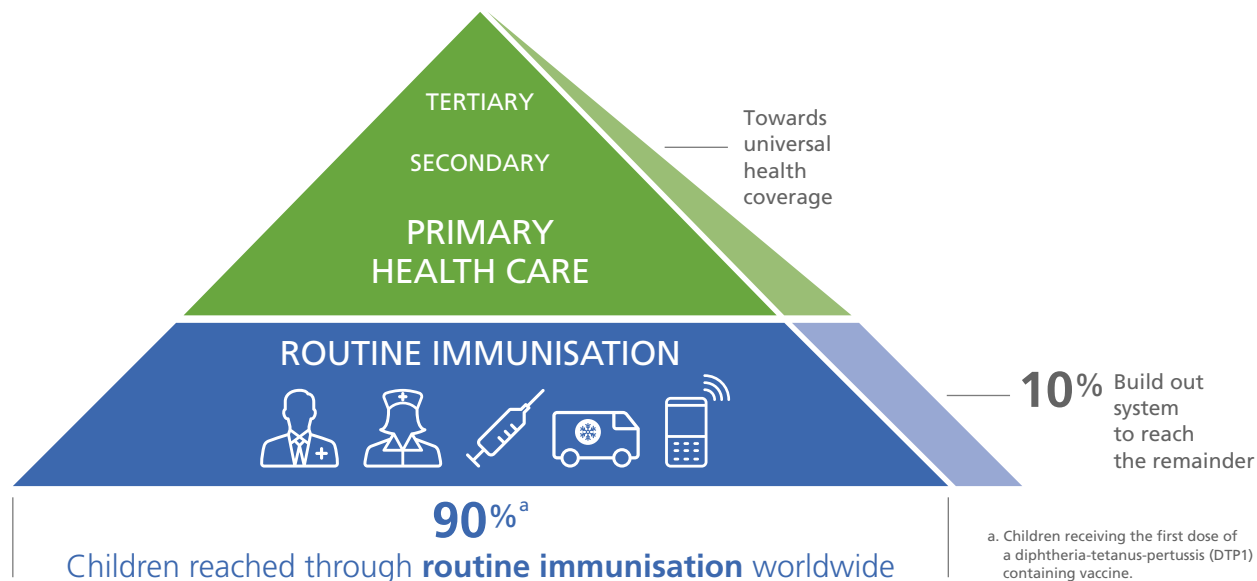 TERTIARY
SECONDARY
PRIMARY
HEALTH CARE
Towards
universal
health
coverage
ROUTINE IMMUNISATION
10% Build out
system
to reach
the remainder
90%ᵃ
Children reached through routine immunisation worldwide
a. Children receiving the first dose of
a diphtheria-tetanus-pertussis (DTP1)
containing vaccine.